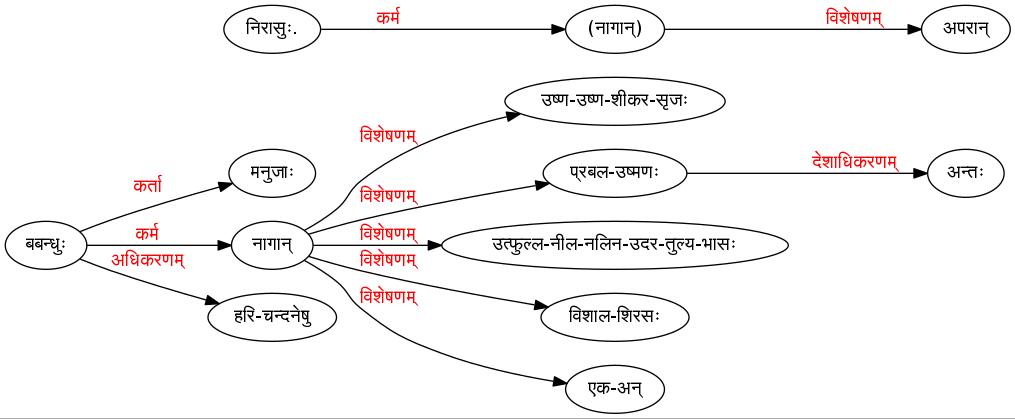 निरासुः.
कर्म
(नागान्)
विशेषणम्
अपरान्
उष्ण-उष्ण-शीकर-सृजः
विशेषणम्
मनुजाः
कर्ता
विशेषणम्
प्रबल-उष्मणः
देशाधिकरणम्
अन्तः
बबन्धुः
कर्म
नागान्
विशेषणम्
उत्फुल्ल-नील-नलिन-उदर-तुल्य-भासः
अधिकरणम्
विशेषणम्
हरि-चन्दनेषु
विशाल-शिरसः
विशेषणम्
एक-अन्